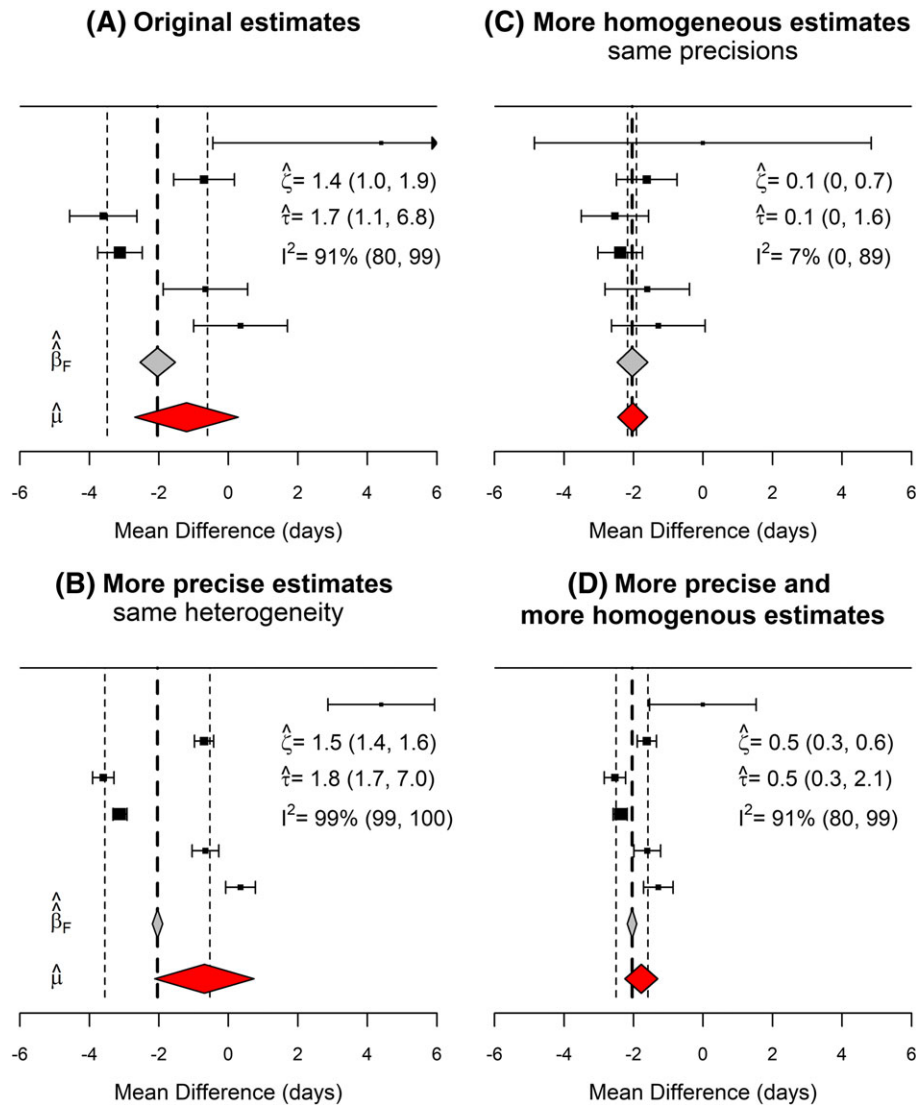 (A) Original estimates
ζ̂= 1.4 (1.0, 1.9)
τ̂= 1.7 (1.1, 6.8)
I²= 91% (80, 99)
β̂̂F
μ̂
-6 -4 -2 0 2 4 6
Mean Difference (days)
(C) More homogeneous estimates
same precisions
ζ̂= 0.1 (0, 0.7)
τ̂= 0.1 (0, 1.6)
I²= 7% (0, 89)
-6 -4 -2 0 2 4 6
Mean Difference (days)
(B) More precise estimates
same heterogeneity
ζ̂= 1.5 (1.4, 1.6)
τ̂= 1.8 (1.7, 7.0)
I²= 99% (99, 100)
β̂̂F
μ̂
-6 -4 -2 0 2 4 6
Mean Difference (days)
(D) More precise and
more homogenous estimates
ζ̂= 0.5 (0.3, 0.6)
τ̂= 0.5 (0.3, 2.1)
I²= 91% (80, 99)
-6 -4 -2 0 2 4 6
Mean Difference (days)